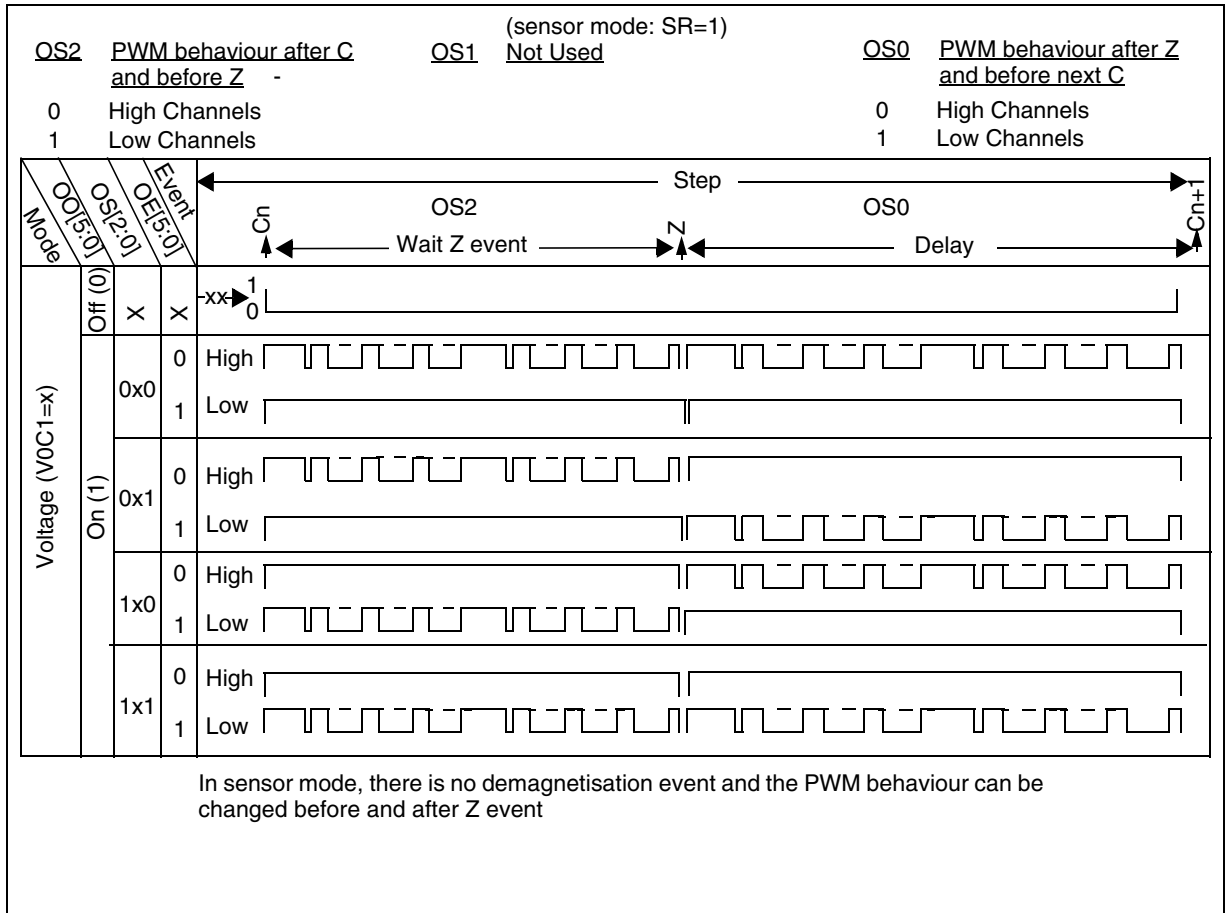 (sensor mode: SR=1)
OS2 PWM behaviour after C
and before Z -
0 High Channels
1 Low Channels
OS1 Not Used
OS0 PWM behaviour after Z
and before next C
0 High Channels
1 Low Channels
Mode
OO[5:0]
OS[2:0]
OE[5:0]
Event
Step
Cn
OS2
Wait Z event
Z
OS0
Delay
Cn+1
Voltage (V0C1=x)
Off (0)
X
X
xx
1
0
On (1)
0x0
0 High
1 Low
0x1
0 High
1 Low
1x0
0 High
1 Low
1x1
0 High
1 Low
In sensor mode, there is no demagnetisation event and the PWM behaviour can be
changed before and after Z event